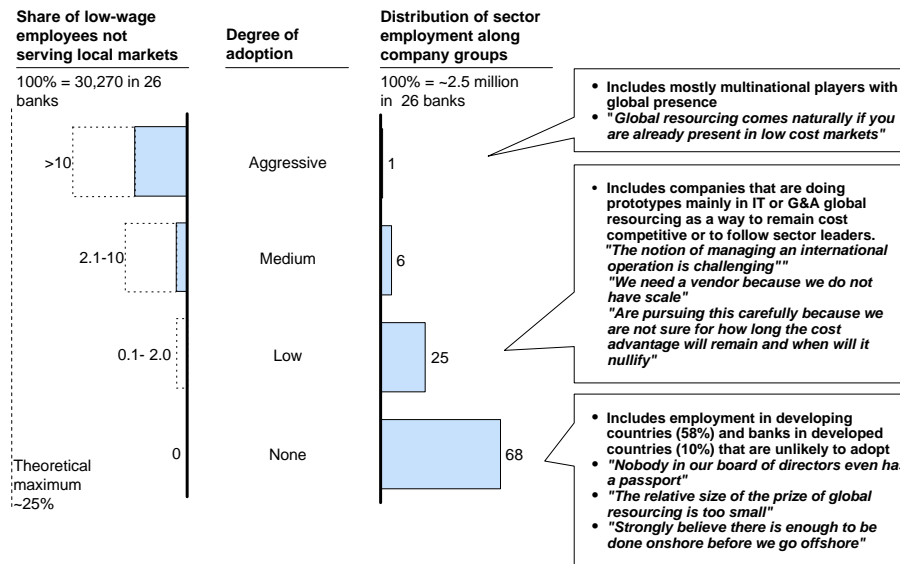 Share of low-wage
employees not
serving local markets
Degree of
adoption
Distribution of sector
employment along
company groups
100% = 30,270 in 26
banks
100% = ~2.5 million
in 26 banks
>10
Aggressive
1
2.1-10
Medium
6
0.1- 2.0
Low
25
0
None
68
Theoretical
maximum
~25%
• Includes mostly multinational players with
global presence
• "Global resourcing comes naturally if you
are already present in low cost markets"
• Includes companies that are doing
prototypes mainly in IT or G&A global
resourcing as a way to remain cost
competitive or to follow sector leaders.
"The notion of managing an international
operation is challenging""
"We need a vendor because we do not
have scale"
"Are pursuing this carefully because we
are not sure for how long the cost
advantage will remain and when will it
nullify"
• Includes employment in developing
countries (58%) and banks in developed
countries (10%) that are unlikely to adopt
• "Nobody in our board of directors even has
a passport"
• "The relative size of the prize of global
resourcing is too small"
• "Strongly believe there is enough to be
done onshore before we go offshore"